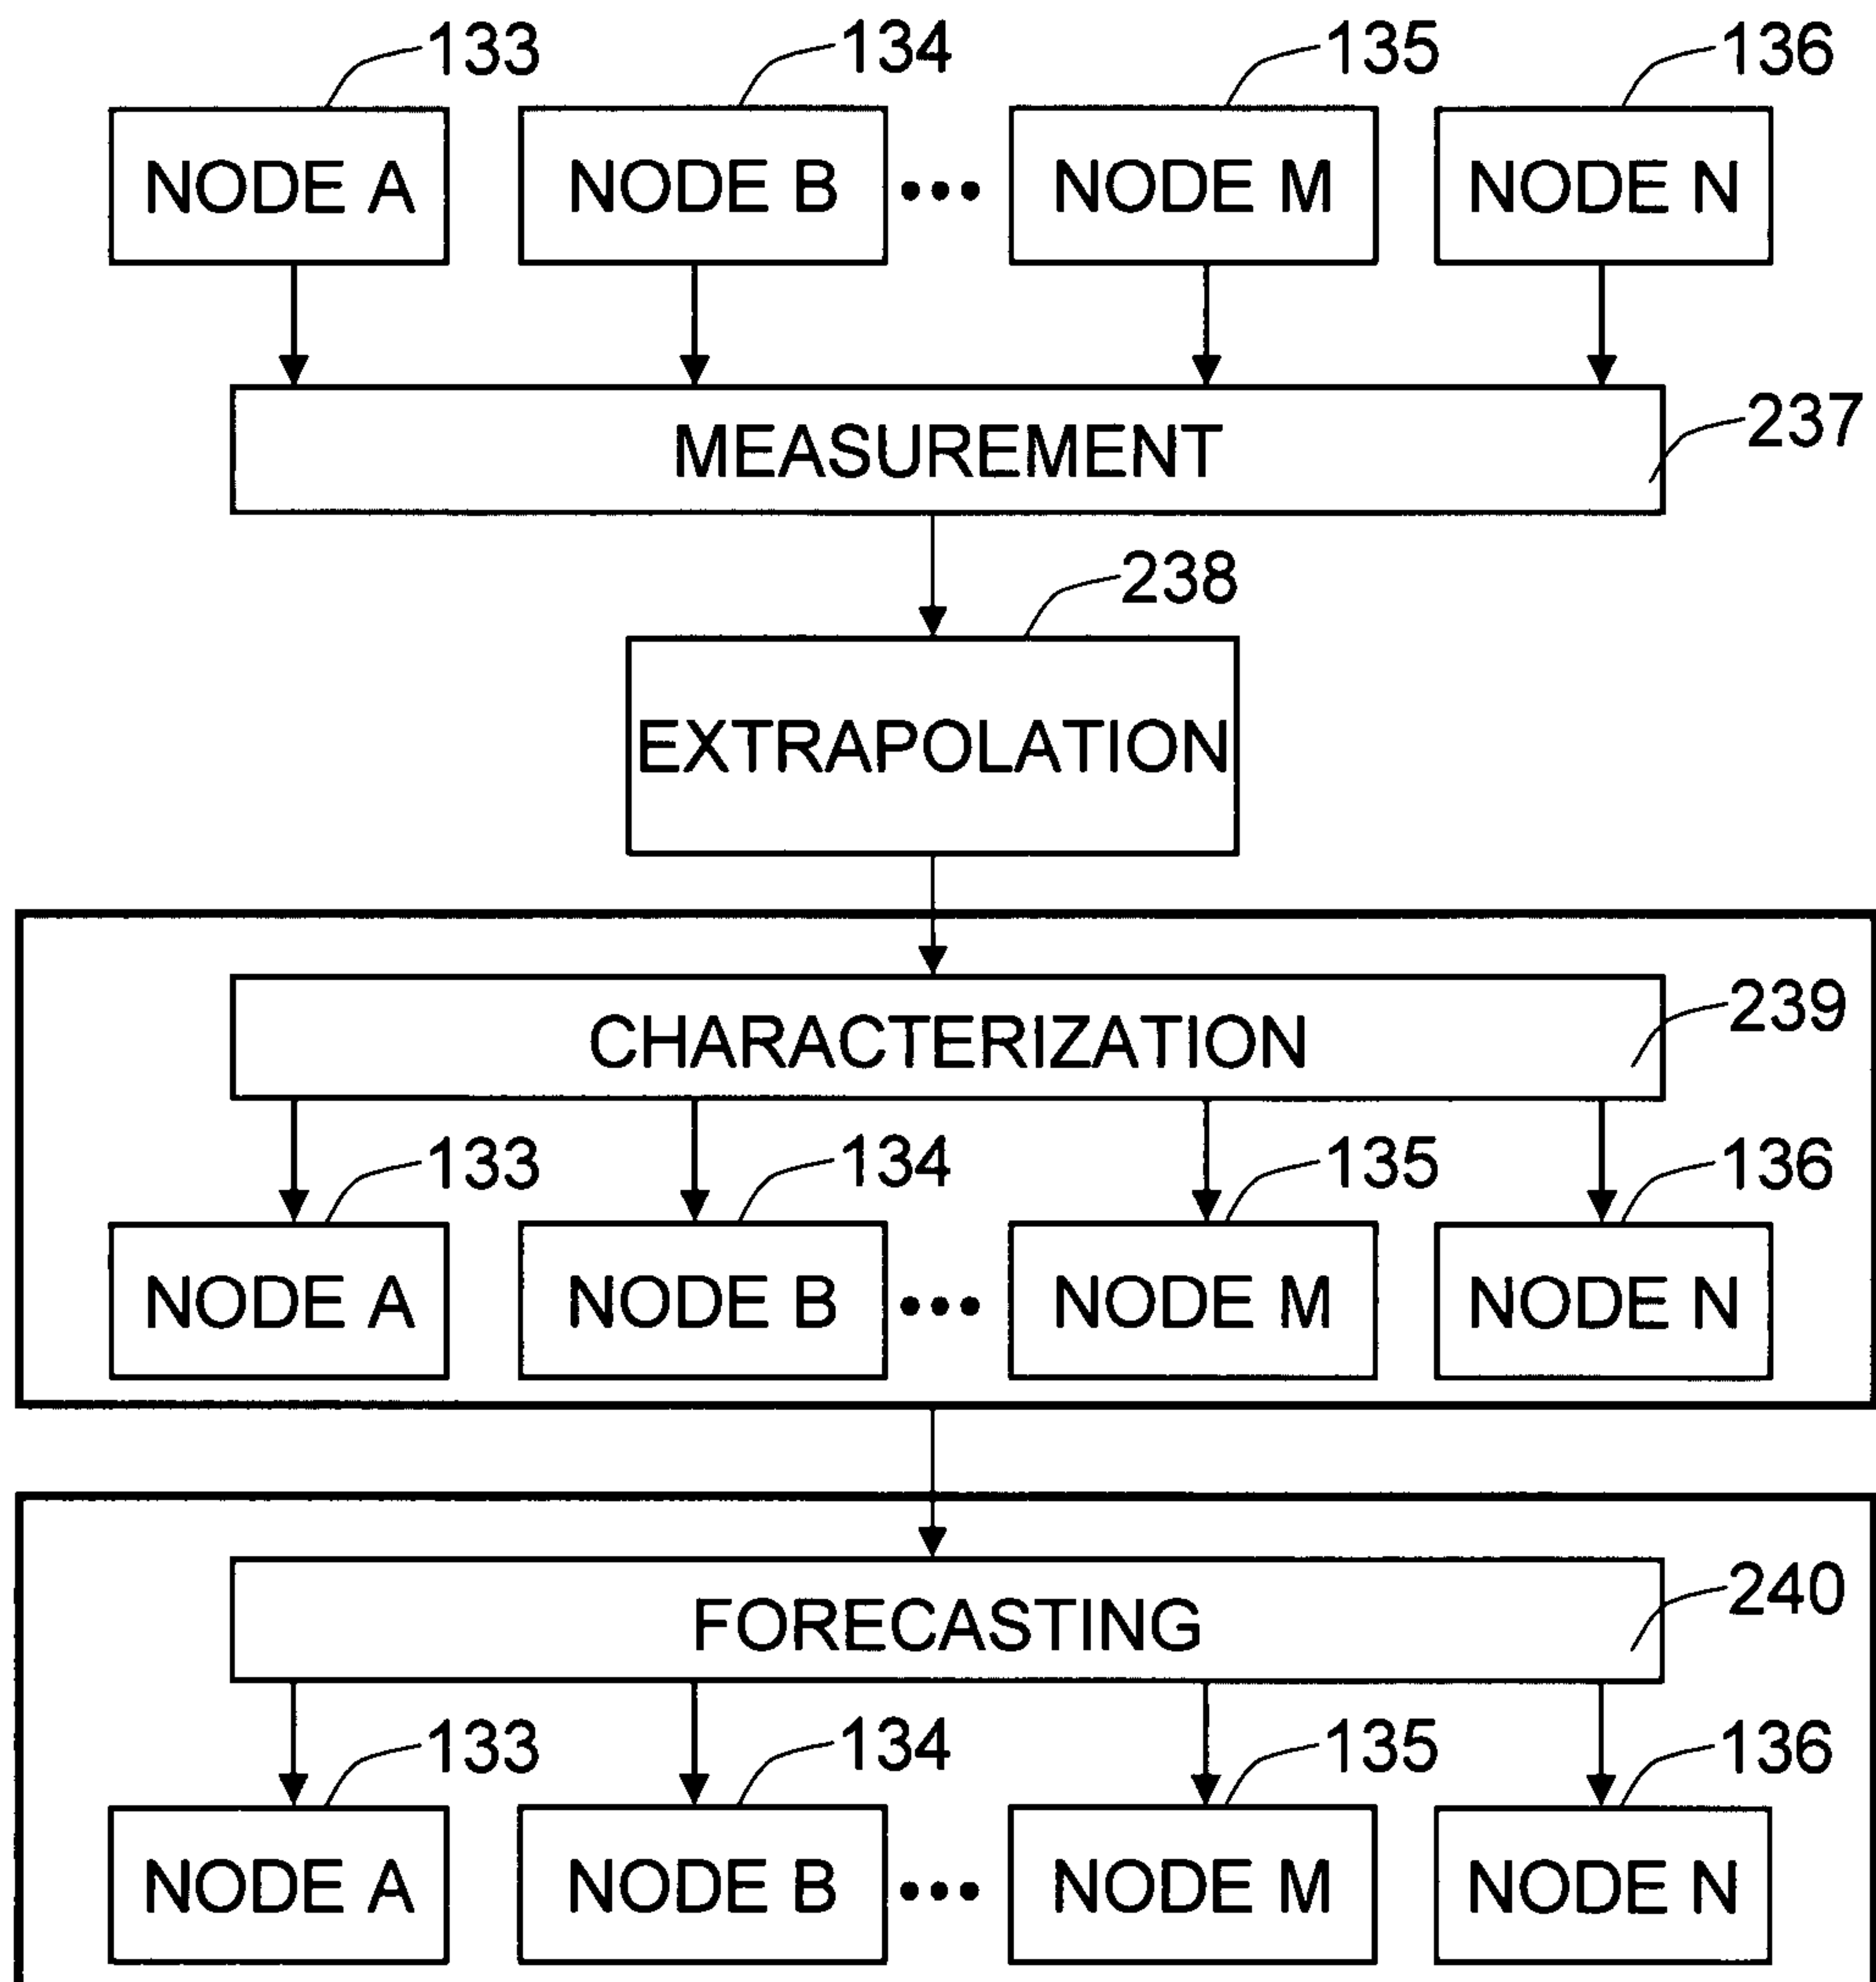 133 134 135 136
NODE A NODE B ••• NODE M NODE N
MEASUREMENT
237
238
EXTRAPOLATION
239
CHARACTERIZATION
133 134 135 136
NODE A NODE B ••• NODE M NODE N
240
FORECASTING
133 134 135 136
NODE A NODE B ••• NODE M NODE N